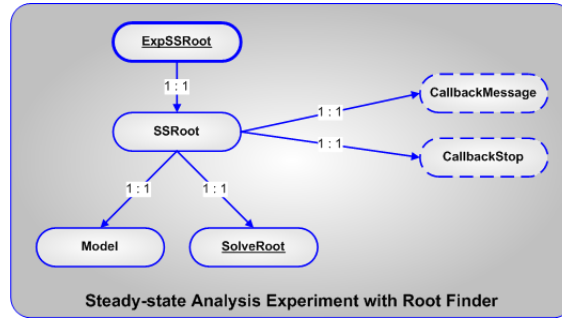 ExpSSRoot
1 : 1
CallbackMessage
1 : 1
SSRoot
1 : 1
CallbackStop
1 : 1
1 : 1
Model
SolveRoot
Steady-state Analysis Experiment with Root Finder